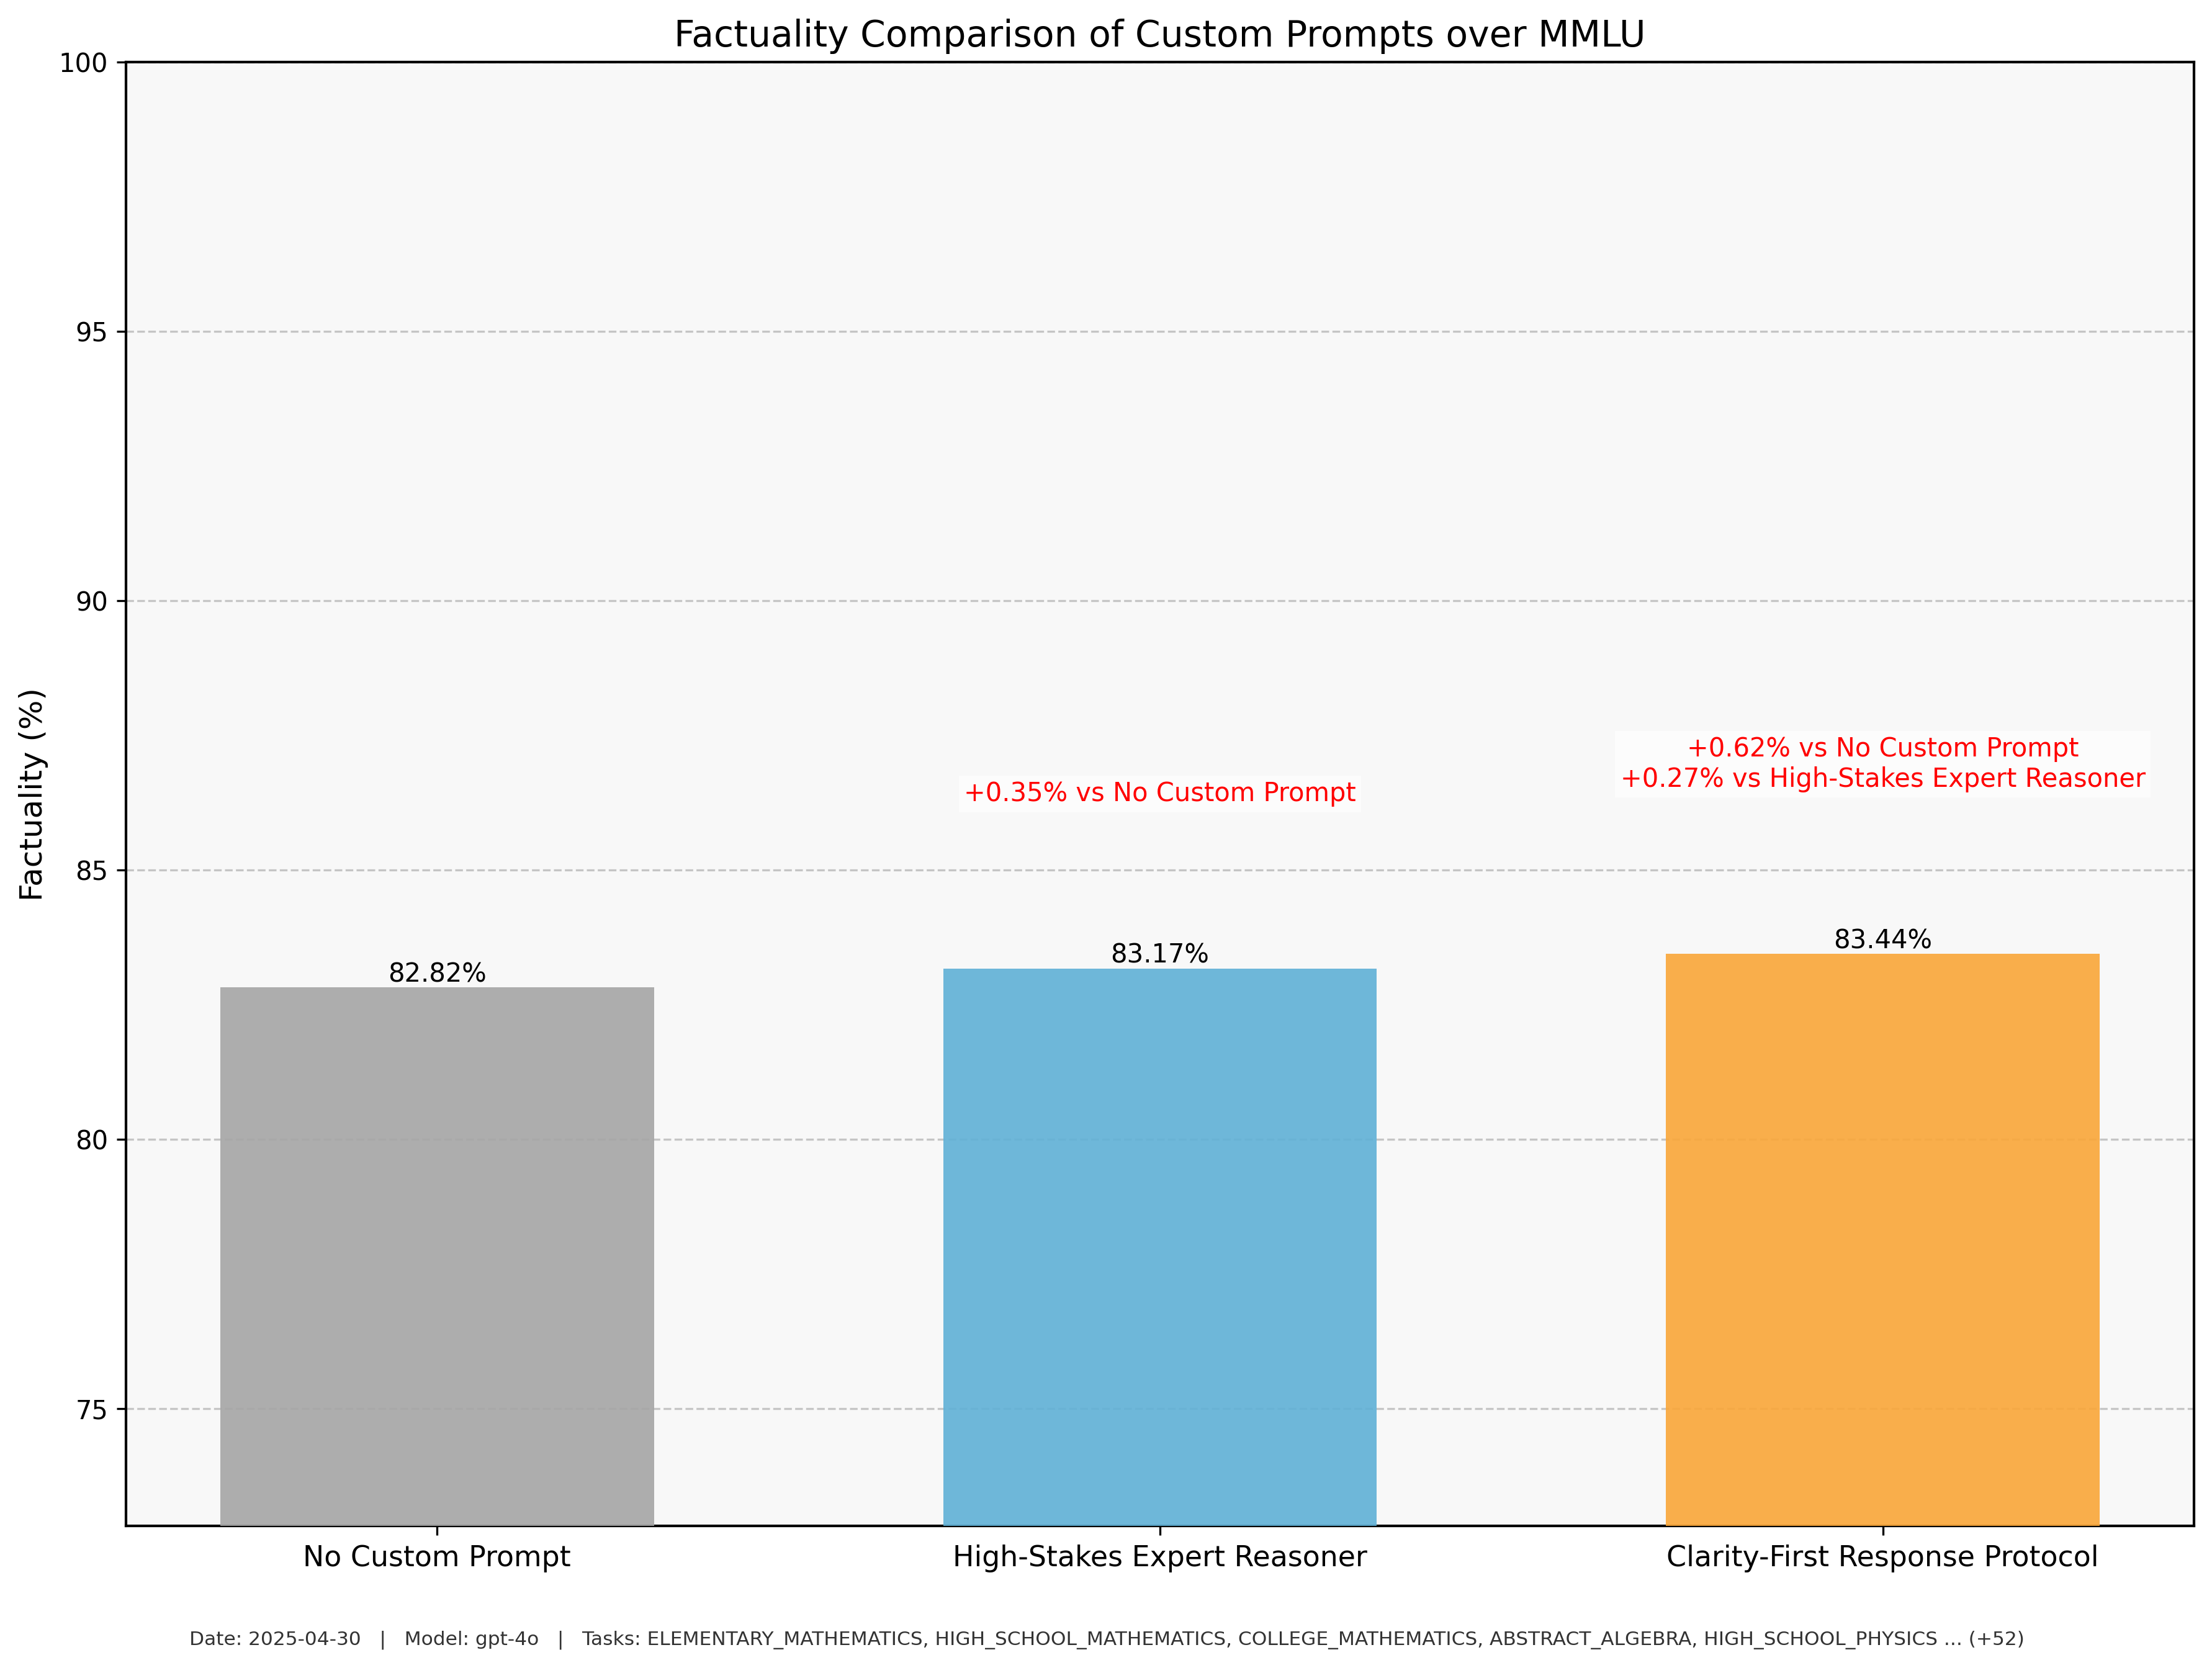 Factuality Comparison of Custom Prompts over MMLU
100
95
90
85
80
75
Factuality (%)
+0.35% vs No Custom Prompt
+0.62% vs No Custom Prompt
+0.27% vs High-Stakes Expert Reasoner
82.82%
83.17%
83.44%
No Custom Prompt
High-Stakes Expert Reasoner
Clarity-First Response Protocol
Date: 2025-04-30 | Model: gpt-4o | Tasks: ELEMENTARY_MATHEMATICS, HIGH_SCHOOL_MATHEMATICS, COLLEGE_MATHEMATICS, ABSTRACT_ALGEBRA, HIGH_SCHOOL_PHYSICS ... (+52)